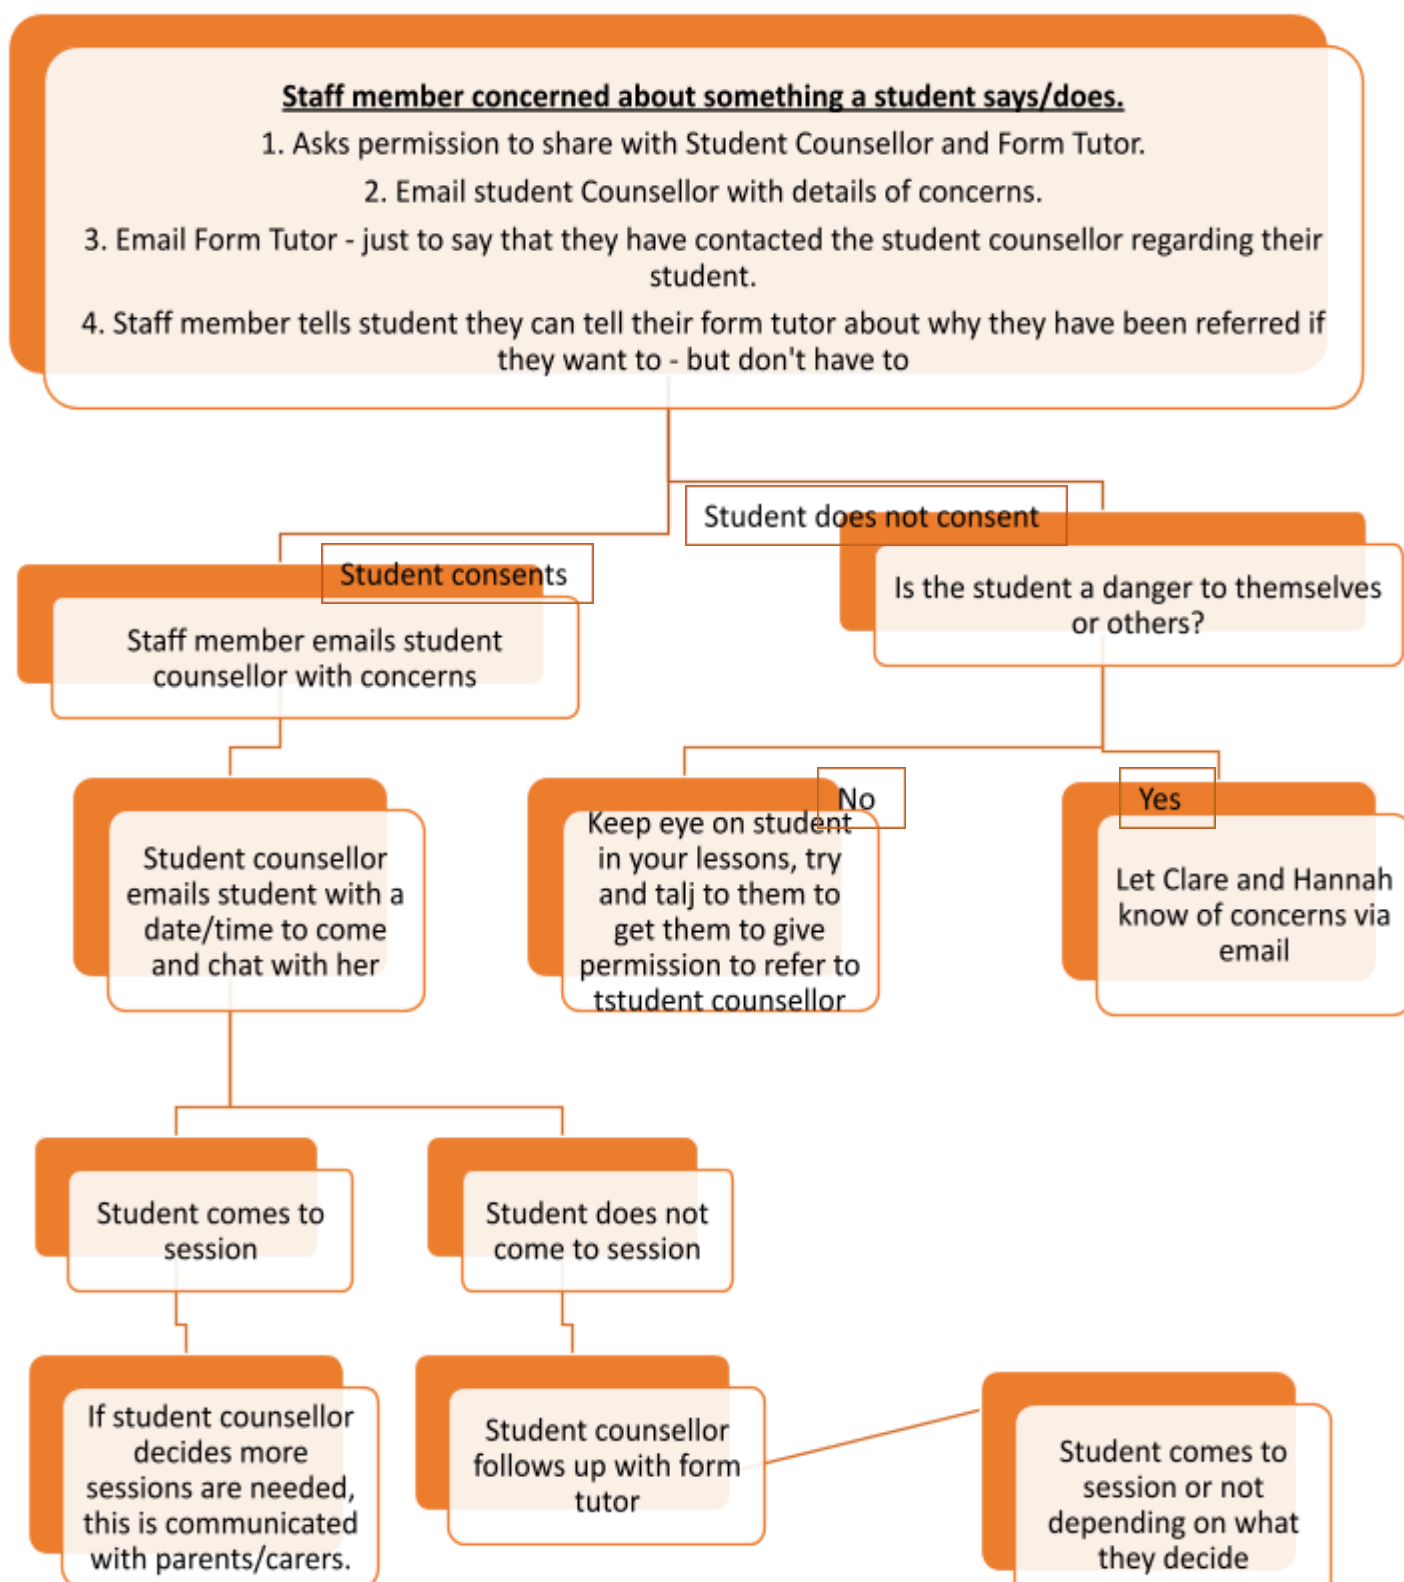 Staff member concerned about something a student says/does.
1. Asks permission to share with Student Counsellor and Form Tutor.
2. Email student Counsellor with details of concerns.
3. Email Form Tutor - just to say that they have contacted the student counsellor regarding their
student.
4. Staff member tells student they can tell their form tutor about why they have been referred if
they want to - but don't have to
Student does not consent
Student consents
Is the student a danger to themselves
or others?
Staff member emails student
counsellor with concerns
No
Yes
Student counsellor
emails student with a
date/time to come
and chat with her
Keep eye on student
in your lessons, try
and talj to them to
get them to give
permission to refer to
tstudent counsellor
Let Clare and Hannah
know of concerns via
email
Student comes to
session
Student does not
come to session
If student counsellor
decides more
sessions are needed,
this is communicated
with parents/carers.
Student counsellor
follows up with form
tutor
Student comes to
session or not
depending on what
they decide